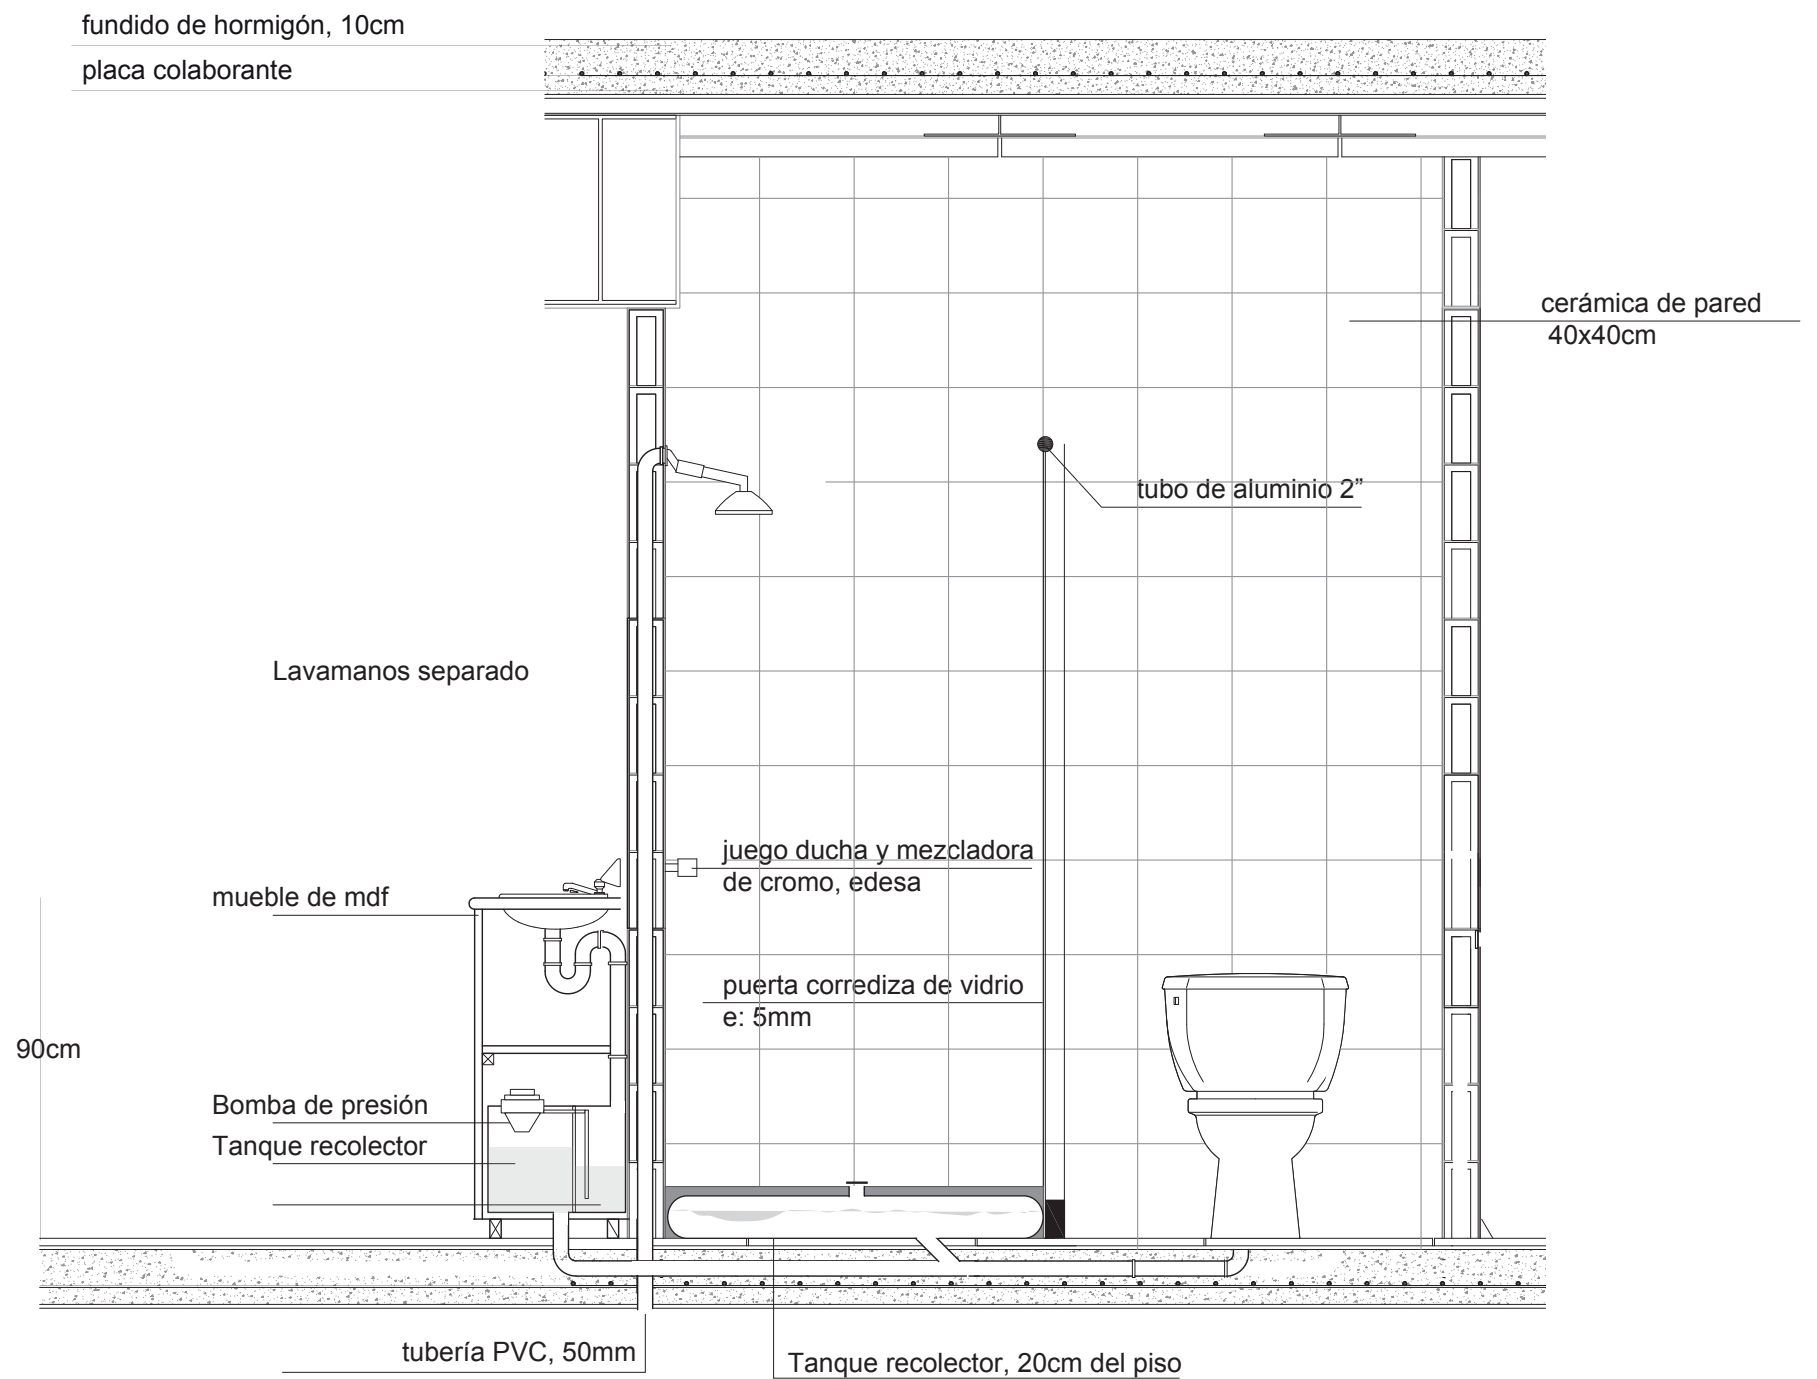 fundido de hormigón, 10cm
placa colaborante
cerámica de pared
40x40cm
tubo de aluminio 2”
Lavamanos separado
juego ducha y mezcladora
de cromo, edesa
mueble de mdf
puerta corrediza de vidrio
e: 5mm
90cm
Bomba de presión
Tanque recolector
tubería PVC, 50mm
Tanque recolector, 20cm del piso